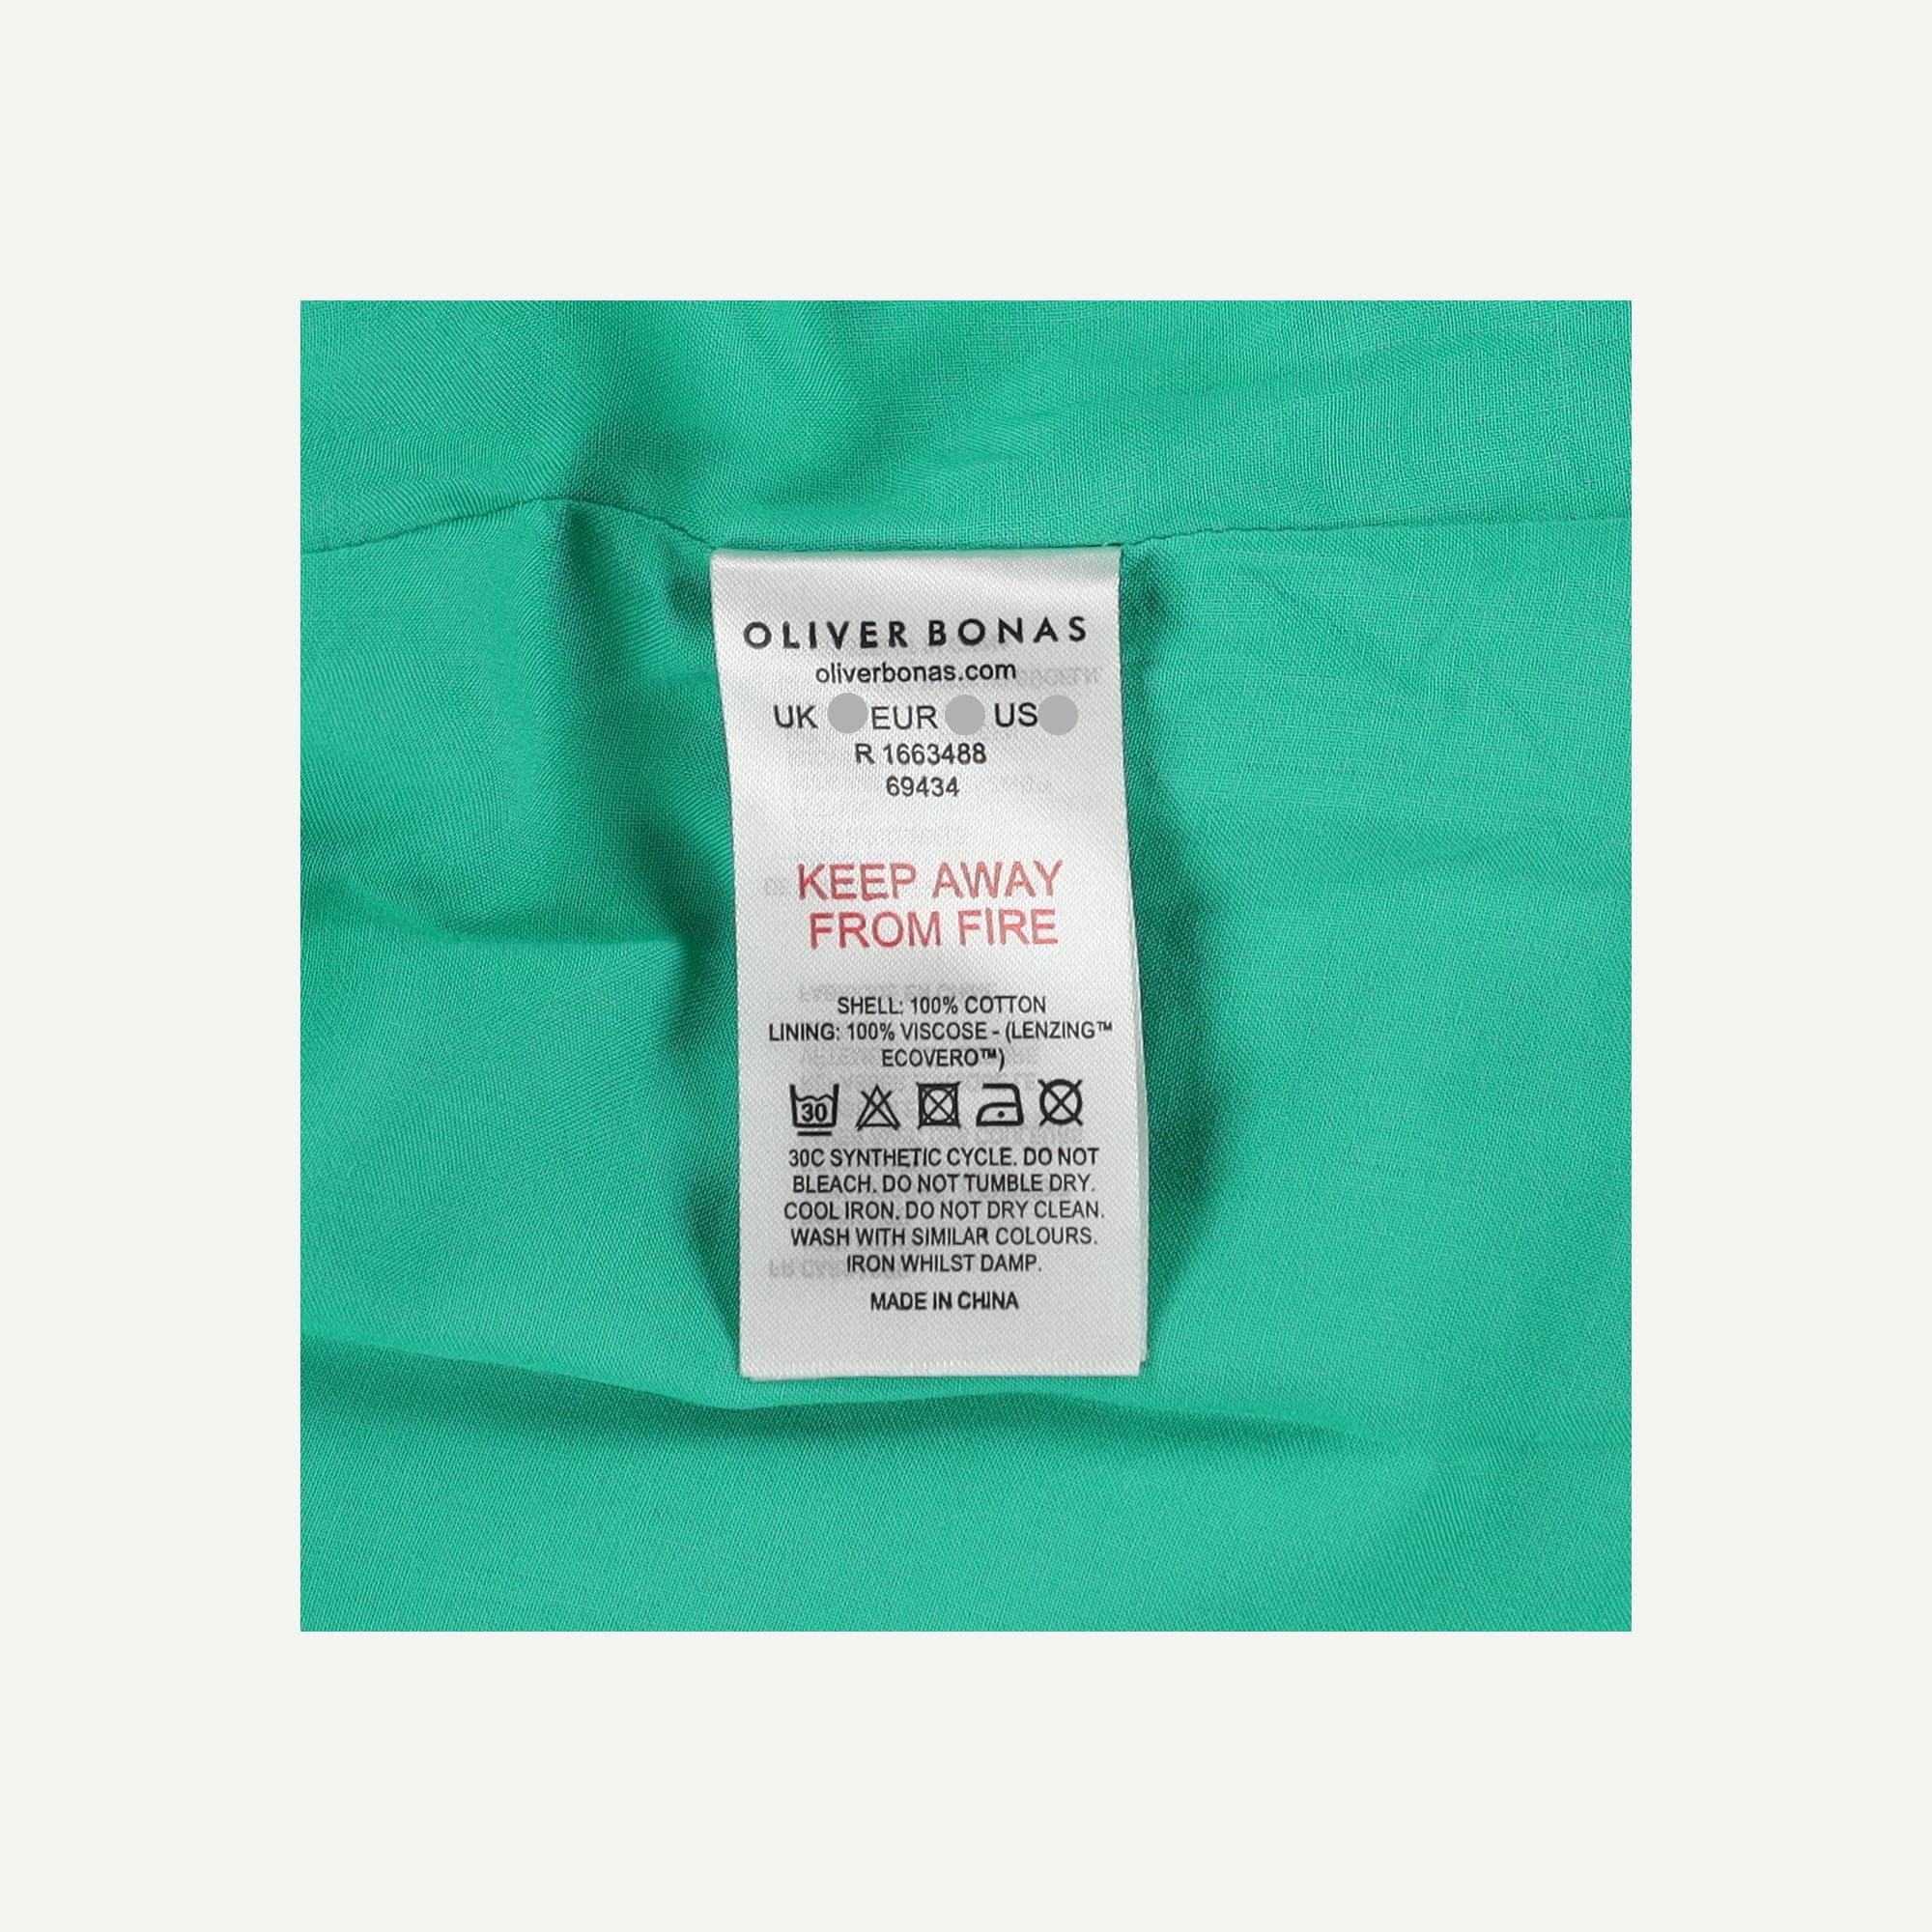 OLIVER BONAS
oliverbonas.com
UK EUR US
R 1663488
69434
KEEP AWAY
FROM FIRE
SHELL: 100% COTTON
LINING: 100% VISCOSE - (LENZING™
ECOVERO™)
30
30C SYNTHETIC CYCLE. DO NOT
BLEACH. DO NOT TUMBLE DRY.
COOL IRON. DO NOT DRY CLEAN.
WASH WITH SIMILAR COLOURS.
IRON WHILST DAMP.
MADE IN CHINA